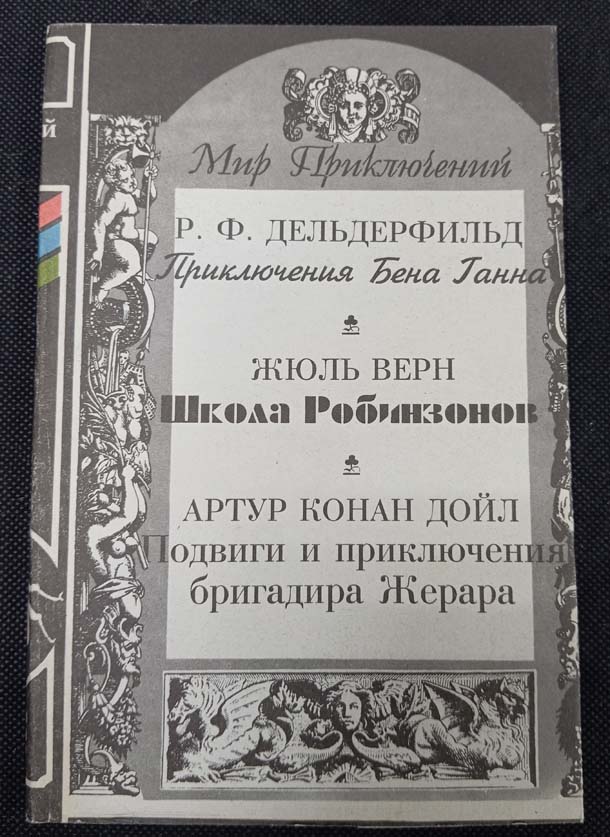 й
Мир Приключений
Р. Ф. ДЕЛЬДЕРФИЛЬД
Приключения Бена Ганна
ЖЮЛЬ ВЕРН
Школа Робинзонов
АРТУР КОНАН ДОЙЛ
Подвиги и приключения
бригадира Жерара